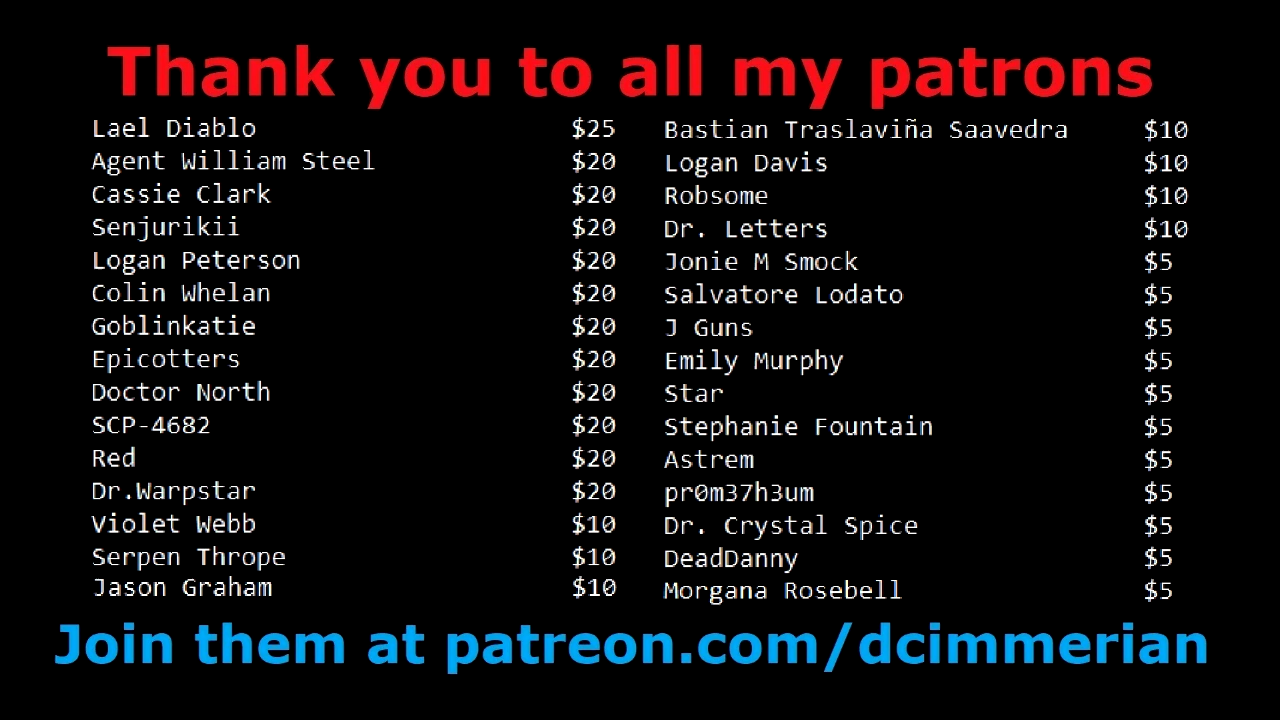 Thank you to all my patrons
Lael Diablo $25
Agent William Steel $20
Cassie Clark $20
Senjurikii $20
Logan Peterson $20
Colin Whelan $20
Goblinkatie $20
Epicotters $20
Doctor North $20
SCP-4682 $20
Red $20
Dr.Warpstar $20
Violet Webb $10
Serpen Thrope $10
Jason Graham $10
Bastian Traslaviña Saavedra $10
Logan Davis $10
Robsome $10
Dr. Letters $10
Jonie M Smock $5
Salvatore Lodato $5
J Guns $5
Emily Murphy $5
Star $5
Stephanie Fountain $5
Astrem $5
pr0m37h3um $5
Dr. Crystal Spice $5
DeadDanny $5
Morgana Rosebell $5
Join them at patreon.com/dcimmerian